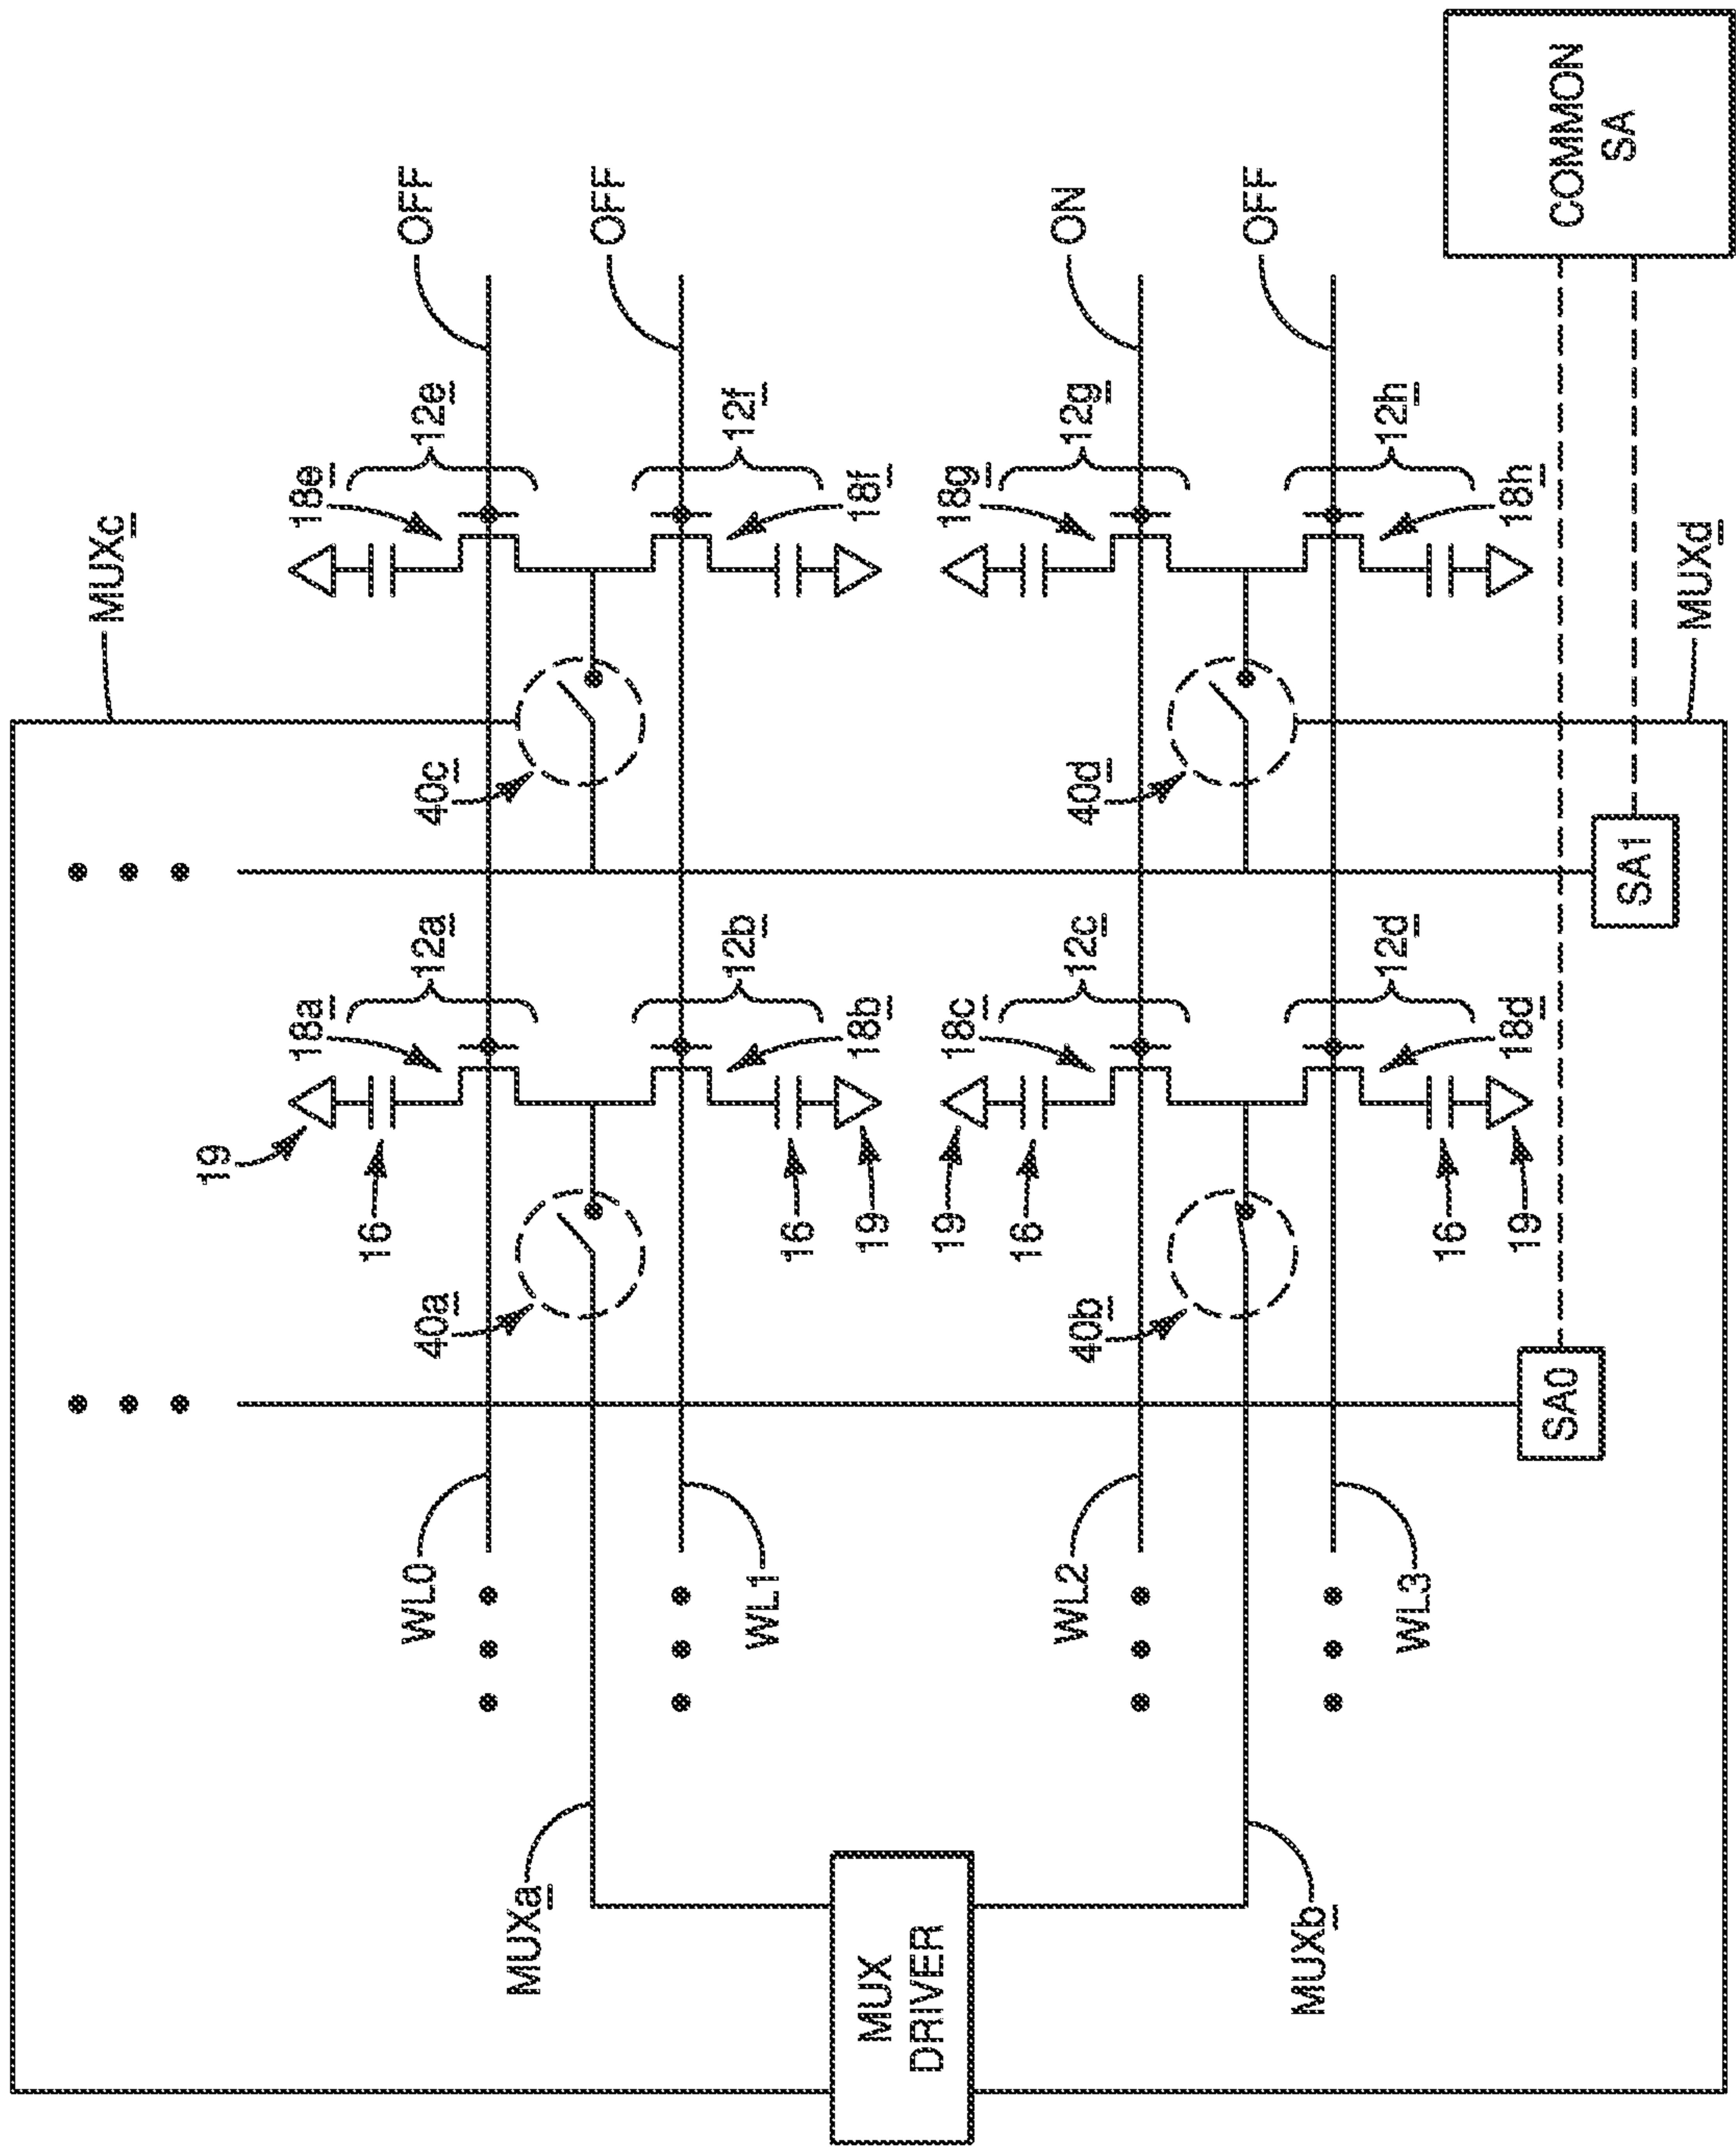 MUXc
OFF
OFF
ON
OFF
COMMON
SA
18e
12e
18f
12f
18g
12g
18h
12h
MUXd
40c
40d
SA1
19
16
18a
12a
18b
12b
16
19
19
16
18c
12c
18d
12d
16
19
40a
40b
SA0
WL0
WL1
WL2
WL3
MUXa
MUXb
MUX
DRIVER